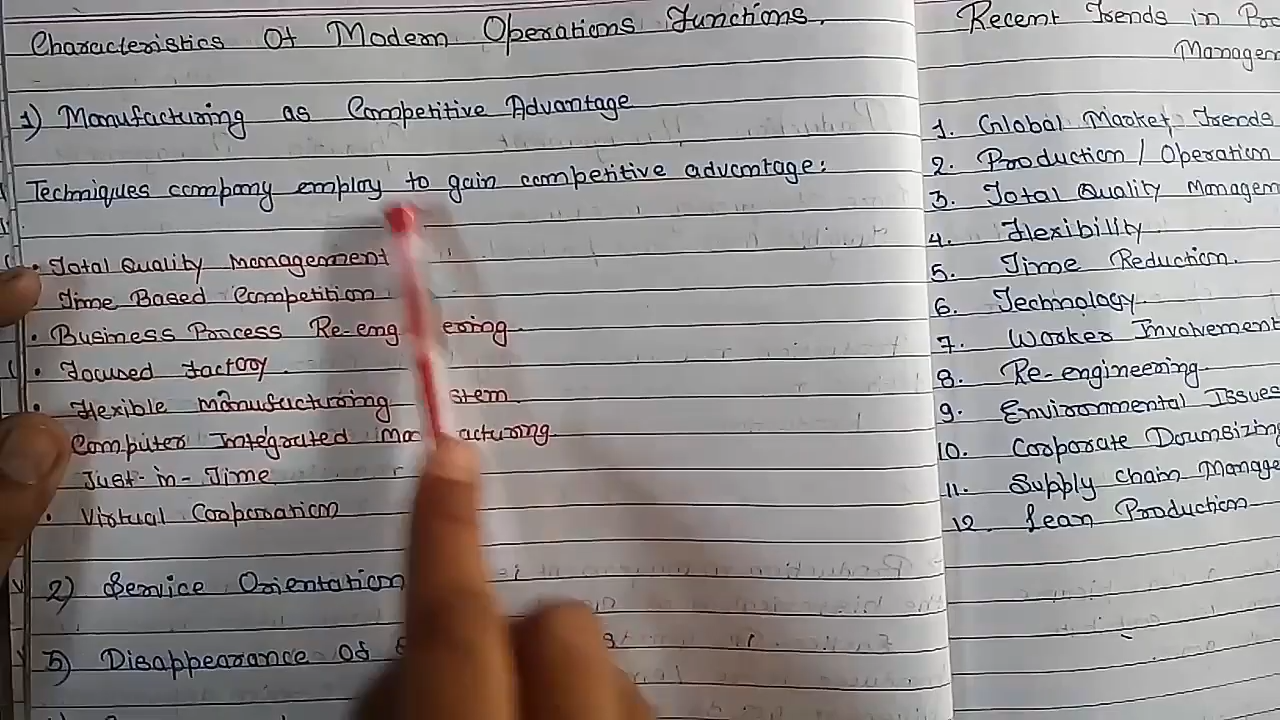 Characteristics Of Modern Operations Functions.
1) Manufacturing as Competitive Advantage
Techniques company employ to gain competitive advantage:
• Total Quality Management
Time Based Competition
• Business Process Re-eng ering
• Focused Factory.
• Flexible manufacturing stem
Computer Integrated Ma acturing
Just-in-Time
• Virtual Corporation
2) Service Orientation
3) Disappearance Of
Recent Trends in
Managem
1. Global Market Trends
2. Production / Operation
3. Total Quality Managem
4. Flexibility
5. Time Reduction.
6. Technology
7. Worker Involvement
8. Re-engineering
9. Environmental Issues
10. Corporate Downsizing
11. Supply Chain Manage
12. Lean Production